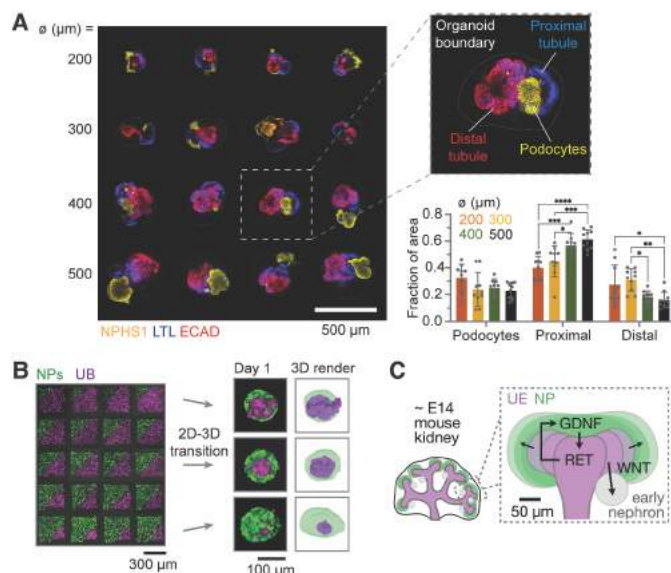 A
ø (μm) =
200
300
400
500
500 μm
NPHS1 LTL ECAD
Organoid boundary
Proximal tubule
Distal tubule
Podocytes
ø (μm)
200 300
400 500
Fraction of area
0.8
0.6
0.4
0.2
0.0
Podocytes Proximal Distal
**** *** *** * * ** *
B
NPs UB
2D-3D
transition
Day 1 3D render
300 μm
100 μm
C
~ E14
mouse
kidney
UE NP
GDNF
RET
WNT
50 μm
early
nephron